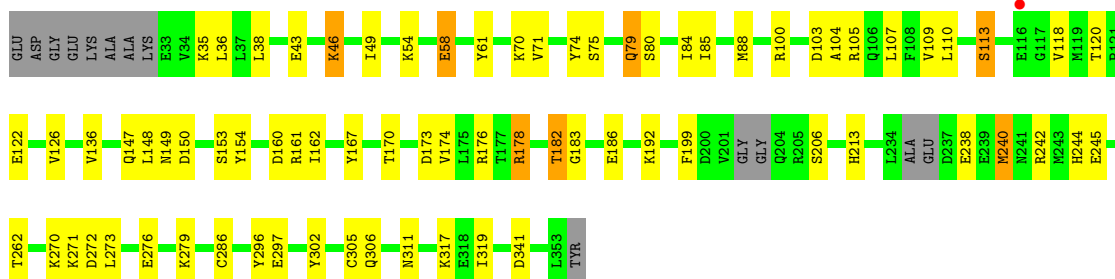 GLU ASP GLY GLU LYS ALA ALA LYS E33 V34 K35 L36 L37 L38 E43 K46 I49 K54 E58 Y61 K70 V71 Y74 S75 Q79 S80 I84 I85 M88 R100 D103 A104 R105 Q106 L107 F108 V109 L110 S113 E116 G117 V118 M119 T120
E122 V126 V136 Q147 L148 N149 D150 S153 Y154 D160 R161 I162 Y167 T170 D173 V174 L175 R176 T177 R178 T182 G183 E186 K192 F199 D200 V201 GLY GLY Q204 R205 S206 H213 L234 ALA GLU D237 E238 E239 M240 N241 R242 M243 H244 E245
T262 K270 K271 D272 L273 E276 K279 C286 Y296 E297 Y302 C305 Q306 N311 K317 E318 I319 D341 L353 TYR